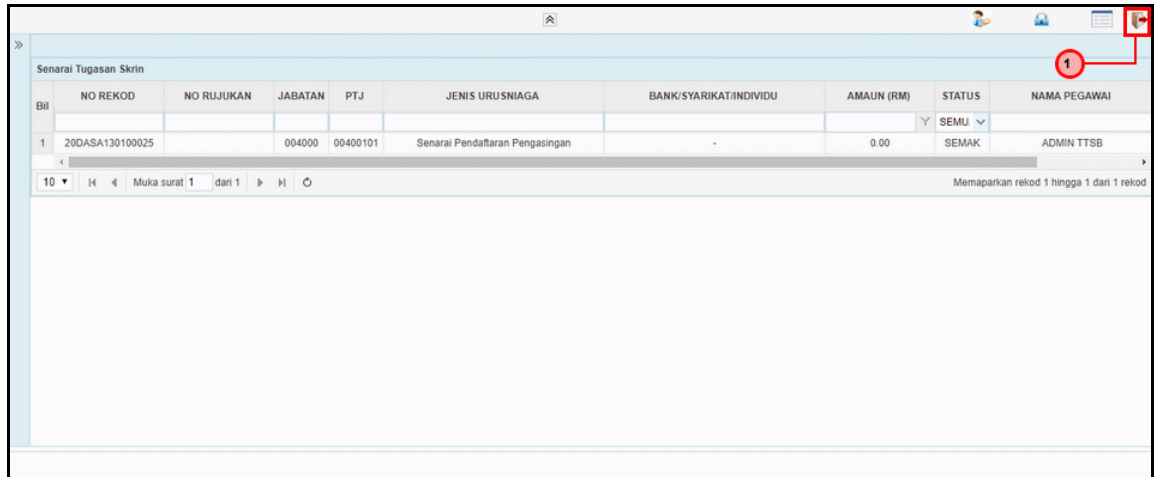 1
Senarai Tugasan Skrin
Bil NO REKOD NO RUJUKAN JABATAN PTJ JENIS URUSNIAGA BANK/SYARIKAT/INDIVIDU AMAUN (RM) STATUS NAMA PEGAWAI
SEMU
1 20DASA130100025 004000 00400101 Senarai Pendaftaran Pengasingan - 0.00 SEMAK ADMIN TTSB
10 Muka surat 1 dari 1 Memaparkan rekod 1 hingga 1 dari 1 rekod